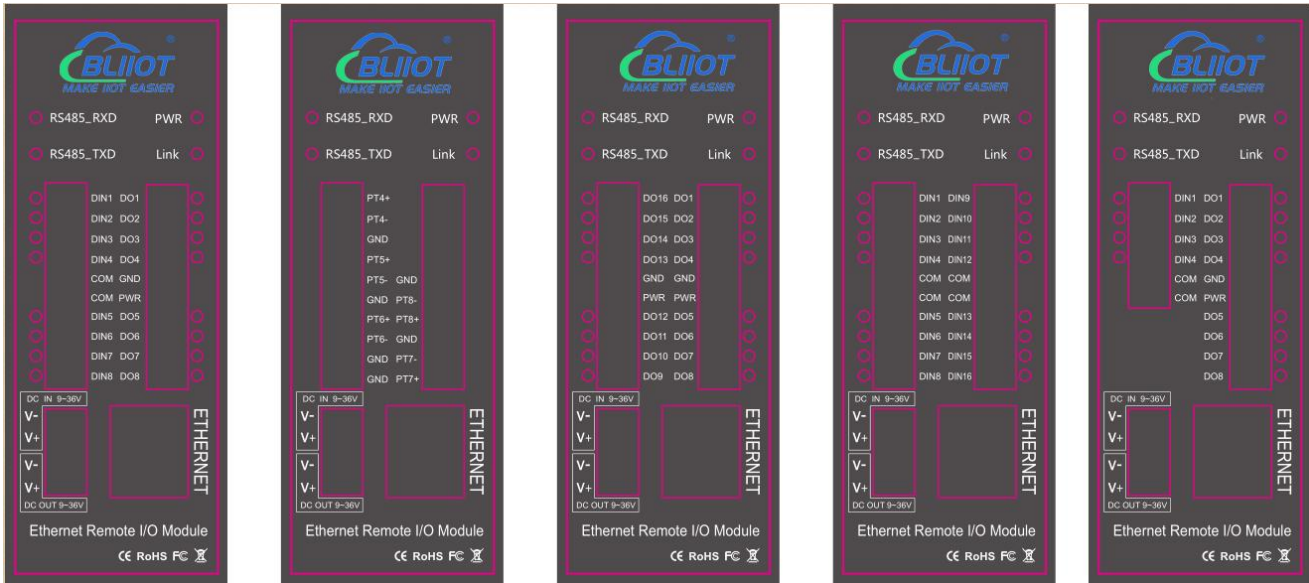 BLIIOT ®
MAKE IIOT EASIER
RS485_RXD PWR
RS485_TXD Link
DIN1 DO1
DIN2 DO2
DIN3 DO3
DIN4 DO4
COM GND
COM PWR
DIN5 DO5
DIN6 DO6
DIN7 DO7
DIN8 DO8
DC IN 9~36V
V-
V+
V-
V+
DC OUT 9~36V
ETHERNET
Ethernet Remote I/O Module
CE RoHS FC
BLIIOT ®
MAKE IIOT EASIER
RS485_RXD PWR
RS485_TXD Link
PT4+
PT4-
GND
PT5+
PT5- GND
GND PT8-
PT6+ PT8+
PT6- GND
GND PT7-
GND PT7+
DC IN 9~36V
V-
V+
V-
V+
DC OUT 9~36V
ETHERNET
Ethernet Remote I/O Module
CE RoHS FC
BLIIOT ®
MAKE IIOT EASIER
RS485_RXD PWR
RS485_TXD Link
DO16 DO1
DO15 DO2
DO14 DO3
DO13 DO4
GND GND
PWR PWR
DO12 DO5
DO11 DO6
DO10 DO7
DO9 DO8
DC IN 9~36V
V-
V+
V-
V+
DC OUT 9~36V
ETHERNET
Ethernet Remote I/O Module
CE RoHS FC
BLIIOT ®
MAKE IIOT EASIER
RS485_RXD PWR
RS485_TXD Link
DIN1 DIN9
DIN2 DIN10
DIN3 DIN11
DIN4 DIN12
COM COM
COM COM
DIN5 DIN13
DIN6 DIN14
DIN7 DIN15
DIN8 DIN16
DC IN 9~36V
V-
V+
V-
V+
DC OUT 9~36V
ETHERNET
Ethernet Remote I/O Module
CE RoHS FC
BLIIOT ®
MAKE IIOT EASIER
RS485_RXD PWR
RS485_TXD Link
DIN1 DO1
DIN2 DO2
DIN3 DO3
DIN4 DO4
COM GND
COM PWR
DO5
DO6
DO7
DO8
DC IN 9~36V
V-
V+
V-
V+
DC OUT 9~36V
ETHERNET
Ethernet Remote I/O Module
CE RoHS FC